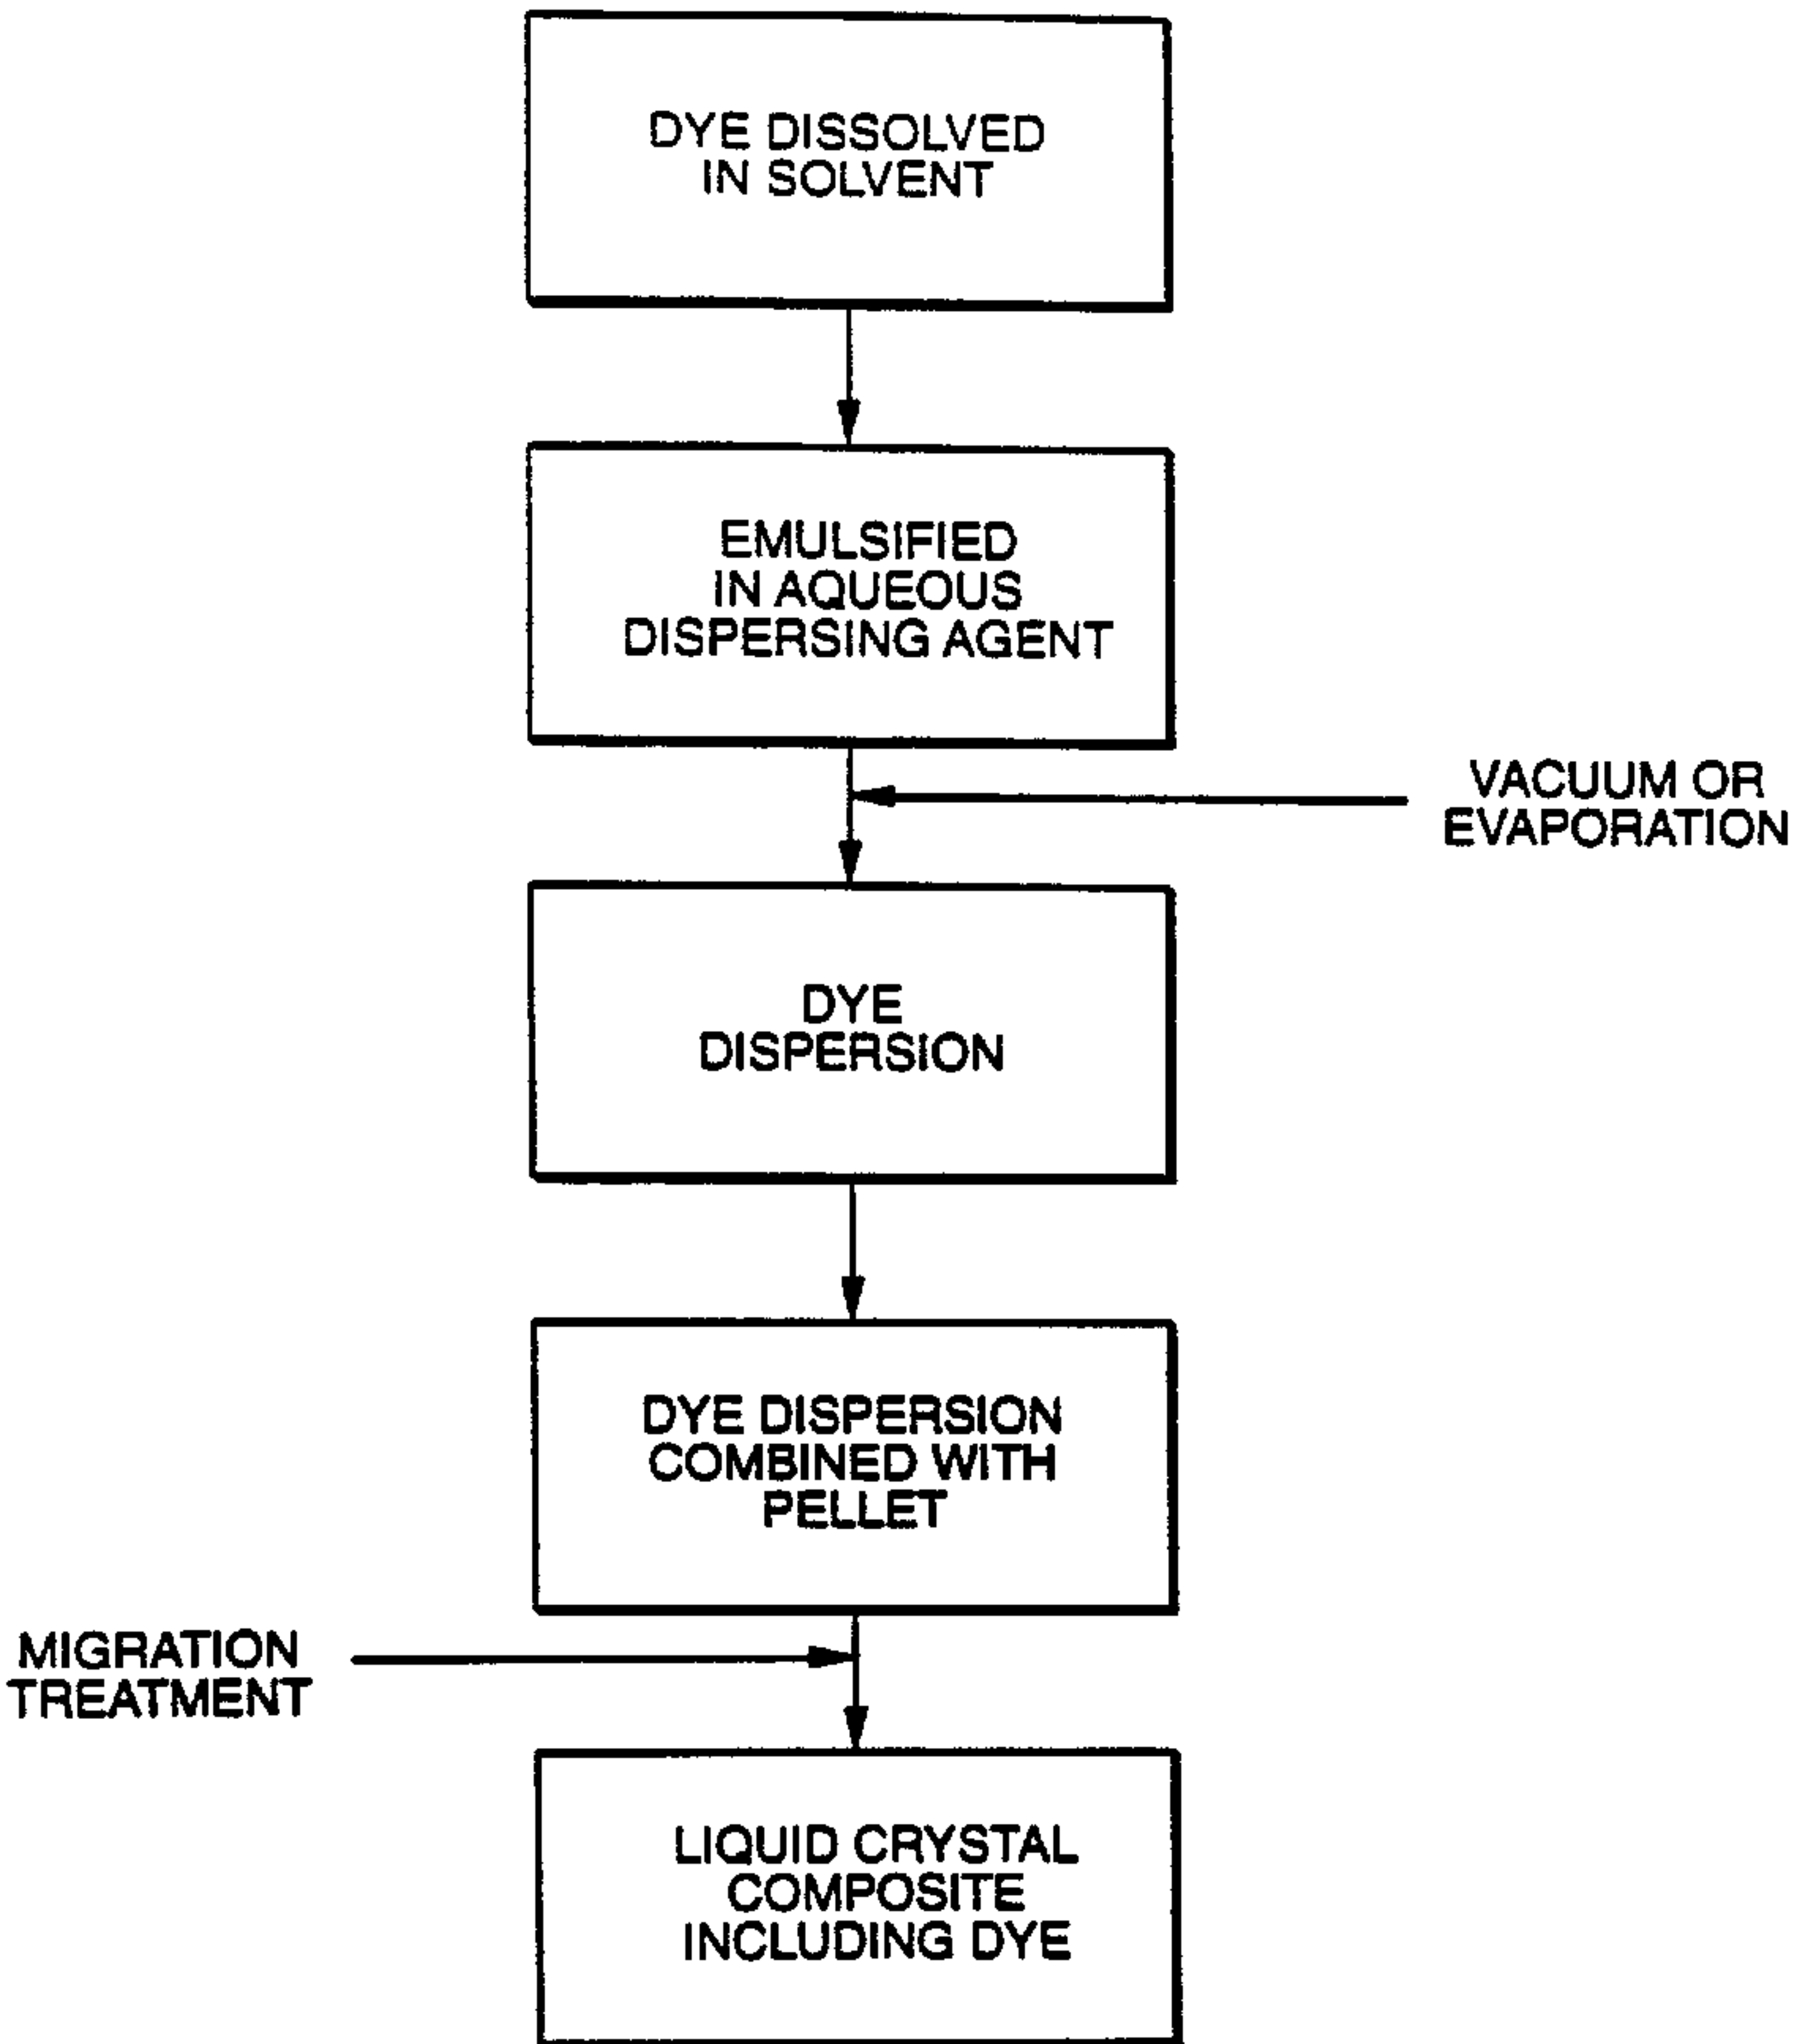 DYE DISSOLVED
IN SOLVENT
EMULSIFIED
IN AQUEOUS
DISPERSING AGENT
VACUUM OR
EVAPORATION
DYE
DISPERSION
DYE DISPERSION
COMBINED WITH
PELLET
MIGRATION
TREATMENT
LIQUID CRYSTAL
COMPOSITE
INCLUDING DYE